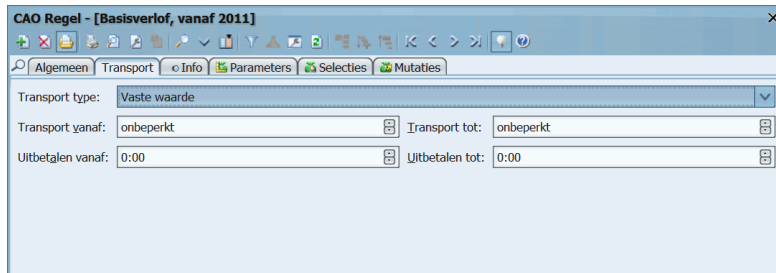 CAO Regel - [Basisverlof, vanaf 2011]
Algemeen Transport Info Parameters Selecties Mutaties
Transport type: Vaste waarde
Transport vanaf: onbeperkt Transport tot: onbeperkt
Uitbetalen vanaf: 0:00 Uitbetalen tot: 0:00